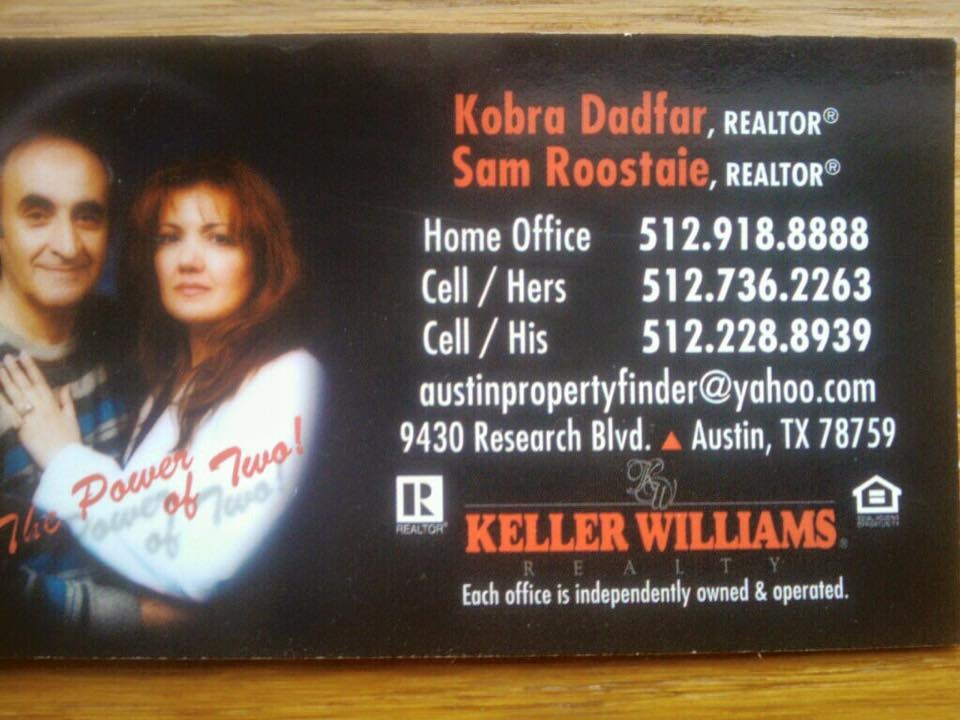 Kobra Dadfar, REALTOR®
Sam Roostaie, REALTOR®
Home Office 512.918.8888
Cell / Hers 512.736.2263
Cell / His 512.228.8939
austinpropertyfinder@yahoo.com
9430 Research Blvd. ▲ Austin, TX 78759
The Power
of Two!
R
REALTOR®
KW
KELLER WILLIAMS®
REALTY
Each office is independently owned & operated.